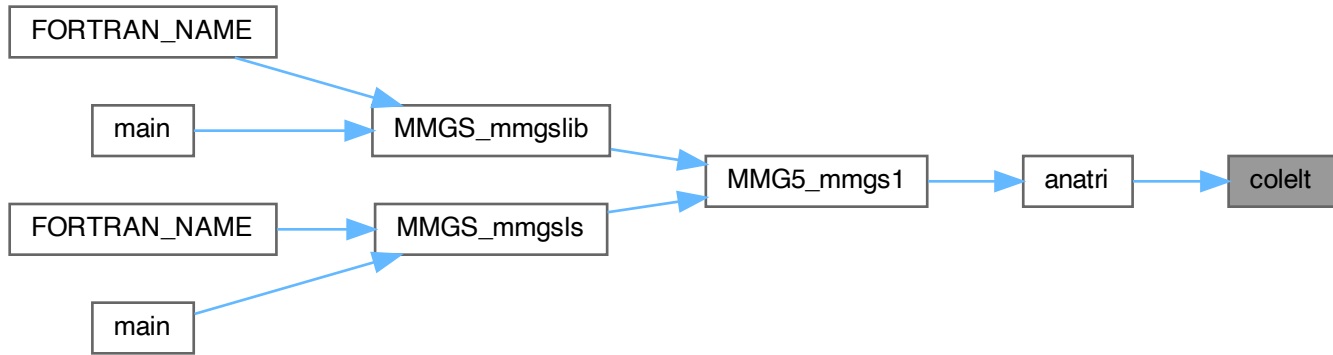 FORTRAN_NAME
main
MMGS_mmgslib
MMG5_mmgs1
anatri
colelt
FORTRAN_NAME
MMGS_mmgsls
main